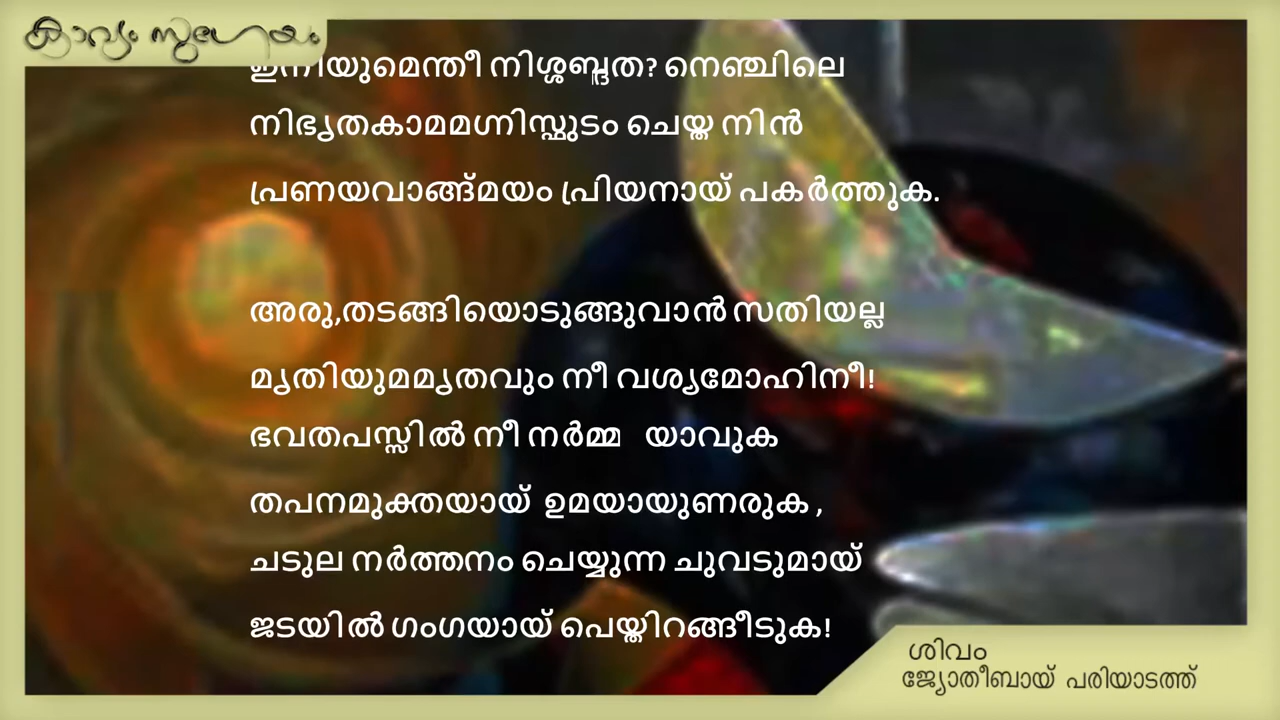 കാവ്യം സുഗേയം
ഇനിയുമെന്തീ നിശ്ശബ്ദത? നെഞ്ചിലെ
നിഭൃതകാമമഗ്നിസ്ഫുടം ചെയ്ത നിൻ
പ്രണയവാങ്ങ്മയം പ്രിയനായ് പകർത്തുക.
അരു,തടങ്ങിയൊടുങ്ങുവാൻ സതിയല്ല
മൃതിയുമമൃതവും നീ വശ്യമോഹിനീ!
ഭവതപസ്സിൽ നീ നർമ്മ യാവുക
തപനമുക്തയായ് ഉമയായുണരുക ,
ചടുല നർത്തനം ചെയ്യുന്ന ചുവടുമായ്
ജടയിൽ ഗംഗയായ് പെയ്തിറങ്ങീടുക!
ശിവം
ജ്യോതീബായ് പരിയാടത്ത്